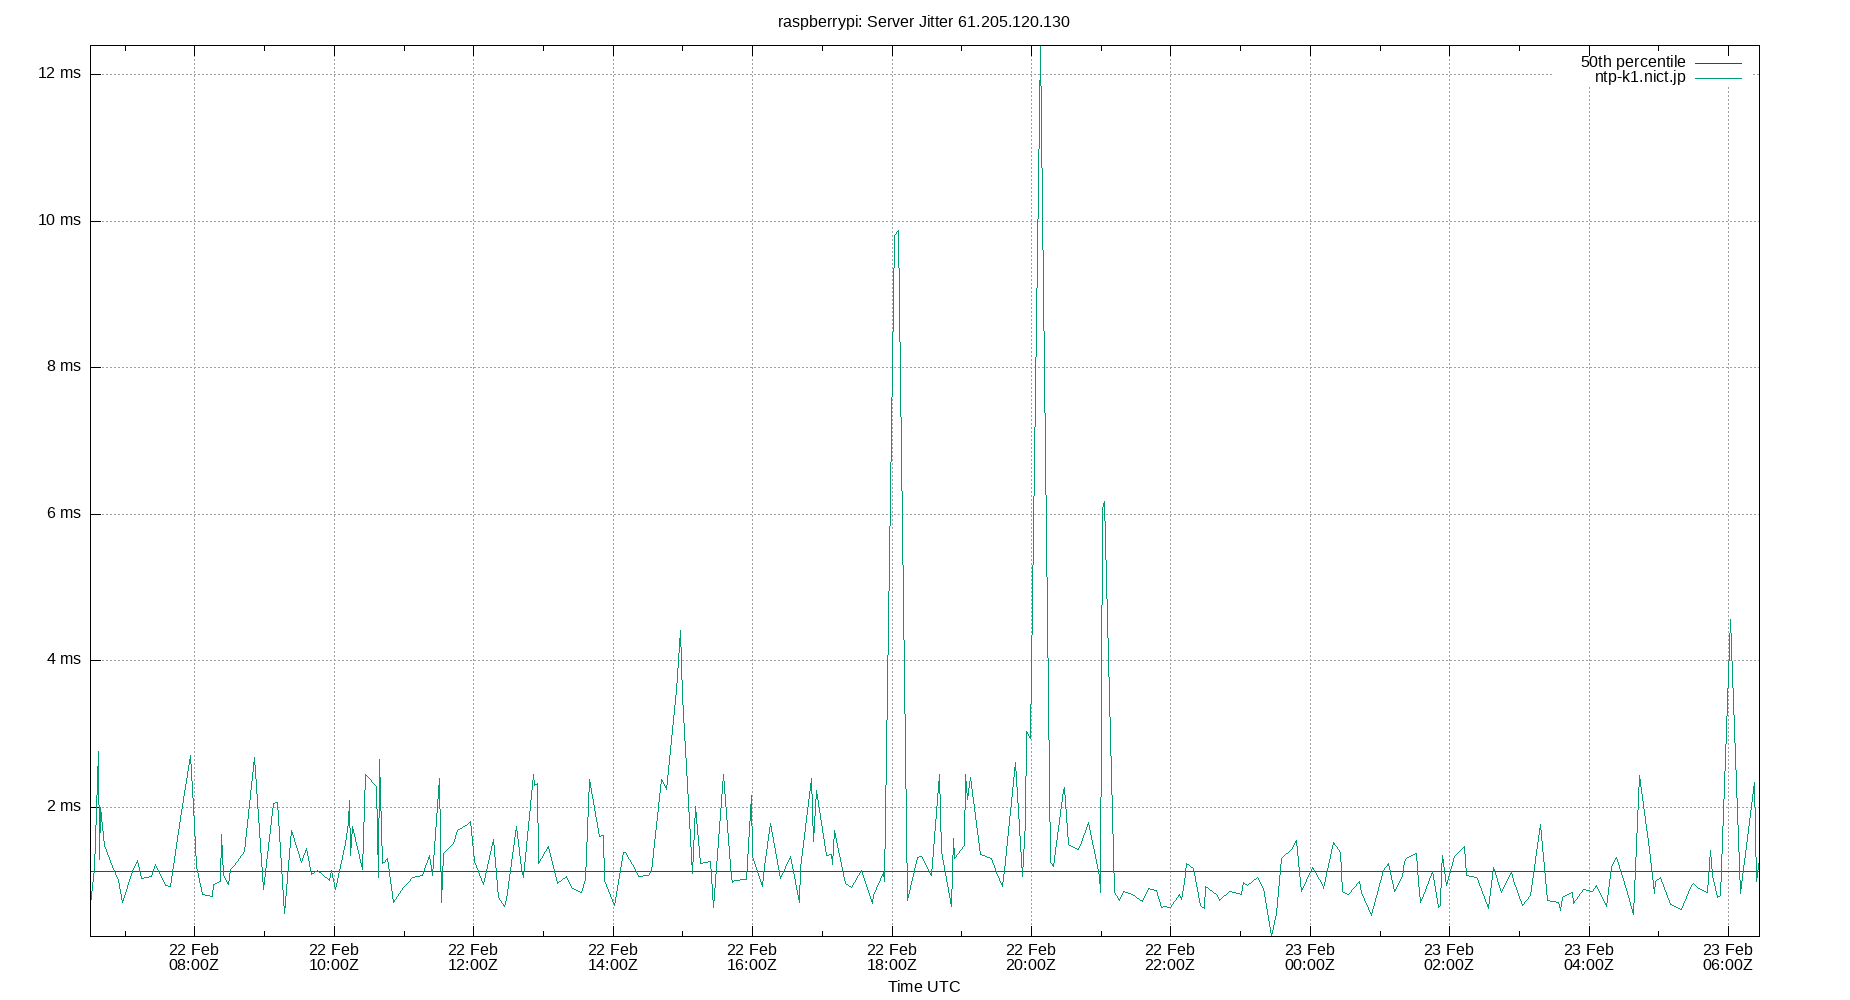 raspberrypi: Server Jitter 61.205.120.130
50th percentile
ntp-k1.nict.jp
12 ms
10 ms
8 ms
6 ms
4 ms
2 ms
22 Feb 22 Feb 22 Feb 22 Feb 22 Feb 22 Feb 22 Feb 22 Feb 23 Feb 23 Feb 23 Feb 23 Feb
08:00Z 10:00Z 12:00Z 14:00Z 16:00Z 18:00Z 20:00Z 22:00Z 00:00Z 02:00Z 04:00Z 06:00Z
Time UTC